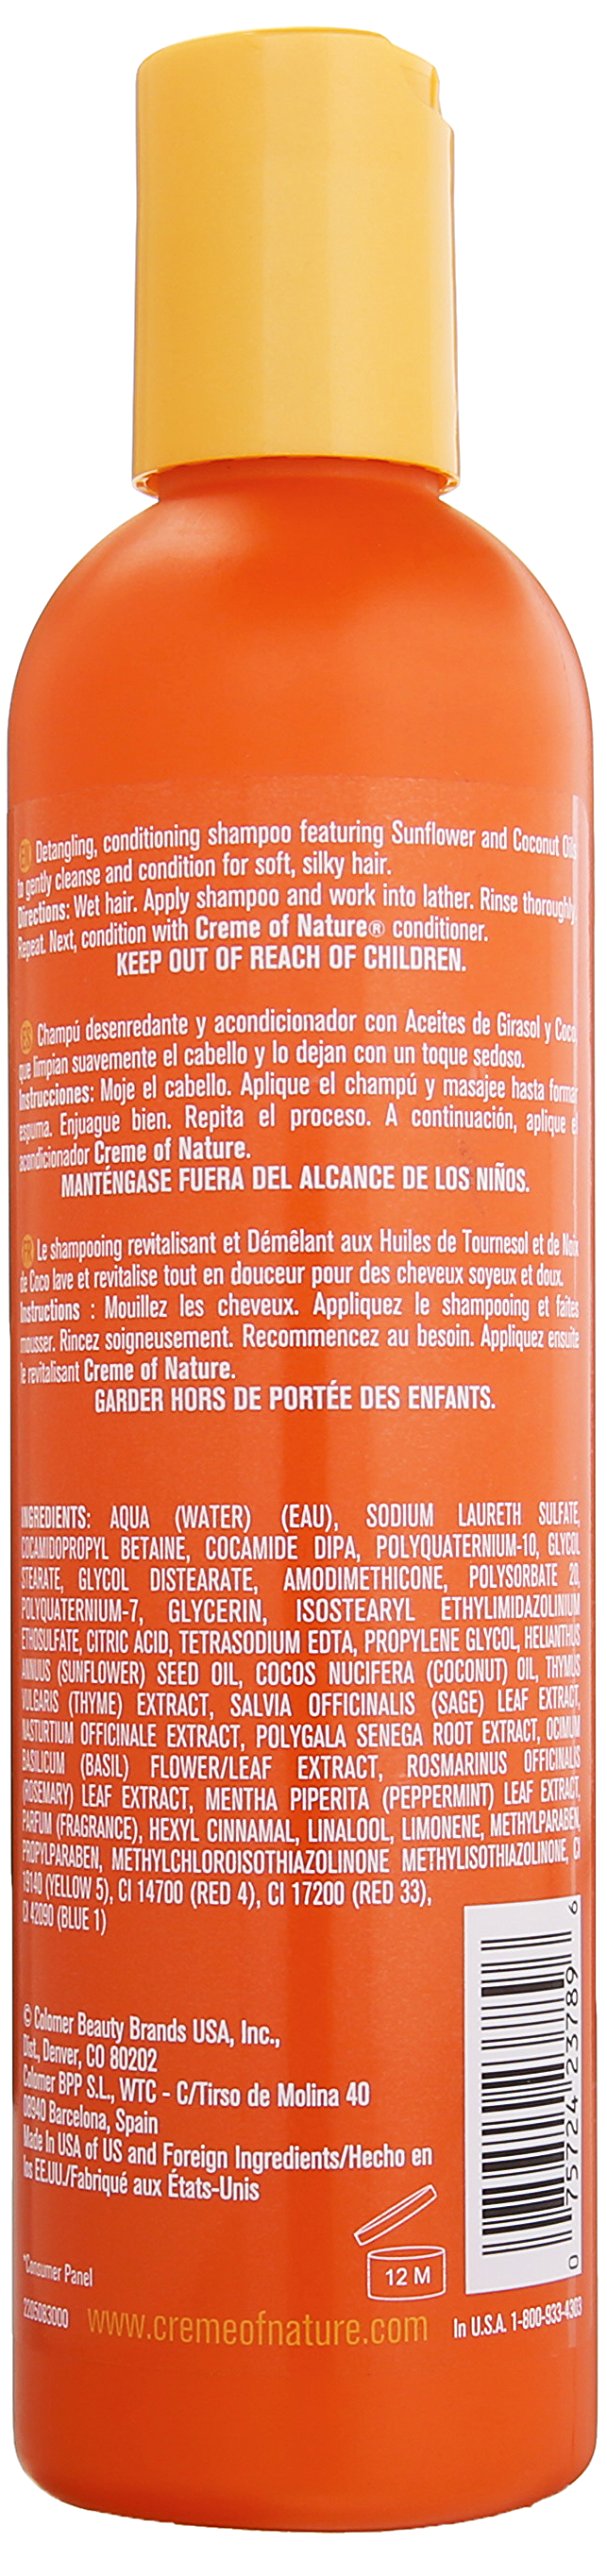 EN Detangling, conditioning shampoo featuring Sunflower and Coconut Oils
to gently cleanse and condition for soft, silky hair.
Directions: Wet hair. Apply shampoo and work into lather. Rinse thoroughly.
Repeat. Next, condition with Creme of Nature® conditioner.
KEEP OUT OF REACH OF CHILDREN.
ES Champú desenredante y acondicionador con Aceites de Girasol y Coco,
que limpian suavemente el cabello y lo dejan con un toque sedoso.
Instrucciones: Moje el cabello. Aplique el champú y masajee hasta formar
espuma. Enjuague bien. Repita el proceso. A continuación, aplique el
acondicionador Creme of Nature.
MANTÉNGASE FUERA DEL ALCANCE DE LOS NIÑOS.
FR Le shampooing revitalisant et Démêlant aux Huiles de Tournesol et de Noix
de Coco lave et revitalise tout en douceur pour des cheveux soyeux et doux.
Instructions : Mouillez les cheveux. Appliquez le shampooing et faites
mousser. Rincez soigneusement. Recommencez au besoin. Appliquez ensuite
le revitalisant Creme of Nature.
GARDER HORS DE PORTÉE DES ENFANTS.
INGREDIENTS: AQUA (WATER) (EAU), SODIUM LAURETH SULFATE,
COCAMIDOPROPYL BETAINE, COCAMIDE DIPA, POLYQUATERNIUM-10, GLYCOL
STEARATE, GLYCOL DISTEARATE, AMODIMETHICONE, POLYSORBATE 20,
POLYQUATERNIUM-7, GLYCERIN, ISOSTEARYL ETHYLIMIDAZOLINIUM
ETHOSULFATE, CITRIC ACID, TETRASODIUM EDTA, PROPYLENE GLYCOL, HELIANTHUS
ANNUUS (SUNFLOWER) SEED OIL, COCOS NUCIFERA (COCONUT) OIL, THYMUS
VULGARIS (THYME) EXTRACT, SALVIA OFFICINALIS (SAGE) LEAF EXTRACT,
NASTURTIUM OFFICINALE EXTRACT, POLYGALA SENEGA ROOT EXTRACT, OCIMUM
BASILICUM (BASIL) FLOWER/LEAF EXTRACT, ROSMARINUS OFFICINALIS
(ROSEMARY) LEAF EXTRACT, MENTHA PIPERITA (PEPPERMINT) LEAF EXTRACT,
PARFUM (FRAGRANCE), HEXYL CINNAMAL, LINALOOL, LIMONENE, METHYLPARABEN,
PROPYLPARABEN, METHYLCHLOROISOTHIAZOLINONE METHYLISOTHIAZOLINONE, CI
19140 (YELLOW 5), CI 14700 (RED 4), CI 17200 (RED 33),
CI 42090 (BLUE 1)
© Colomer Beauty Brands USA, Inc.,
Dist., Denver, CO 80202
Colomer BPP S.L., WTC - C/Tirso de Molina 40
08940 Barcelona, Spain
Made In USA of US and Foreign Ingredients/Hecho en
los EE.UU./Fabriqué aux États-Unis
0 75724 23789 6
12 M
*Consumer Panel
2205083000
www.cremeofnature.com
In U.S.A. 1-800-933-4303